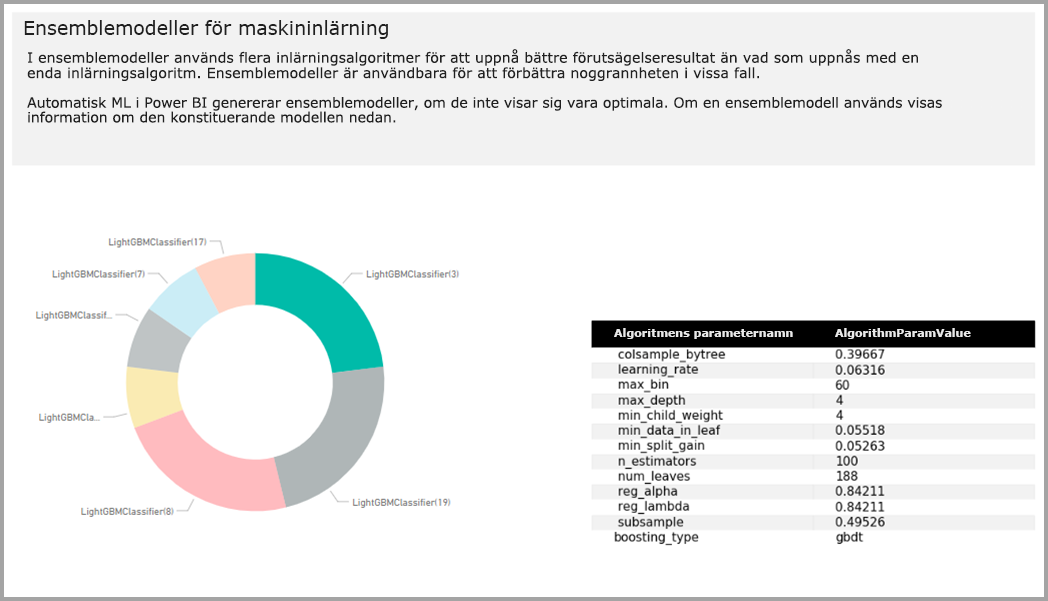 Ensemblemodeller för maskininlärning
I ensemblemodeller används flera inlärningsalgoritmer för att uppnå bättre förutsägelseresultat än vad som uppnås med en
enda inlärningsalgoritm. Ensemblemodeller är användbara för att förbättra noggrannheten i vissa fall.
Automatisk ML i Power BI genererar ensemblemodeller, om de inte visar sig vara optimala. Om en ensemblemodell används visas
information om den konstituerande modellen nedan.
LightGBMClassifier(17)
LightGBMClassifier(7)
LightGBMClassifier(3)
LightGBMClassif...
LightGBMCla...
LightGBMClassifier(19)
LightGBMClassifier(8)
Algoritmens parameternamn AlgorithmParamValue
colsample_bytree 0.39667
learning_rate 0.06316
max_bin 60
max_depth 4
min_child_weight 4
min_data_in_leaf 0.05518
min_split_gain 0.05263
n_estimators 100
num_leaves 188
reg_alpha 0.84211
reg_lambda 0.84211
subsample 0.49526
boosting_type gbdt